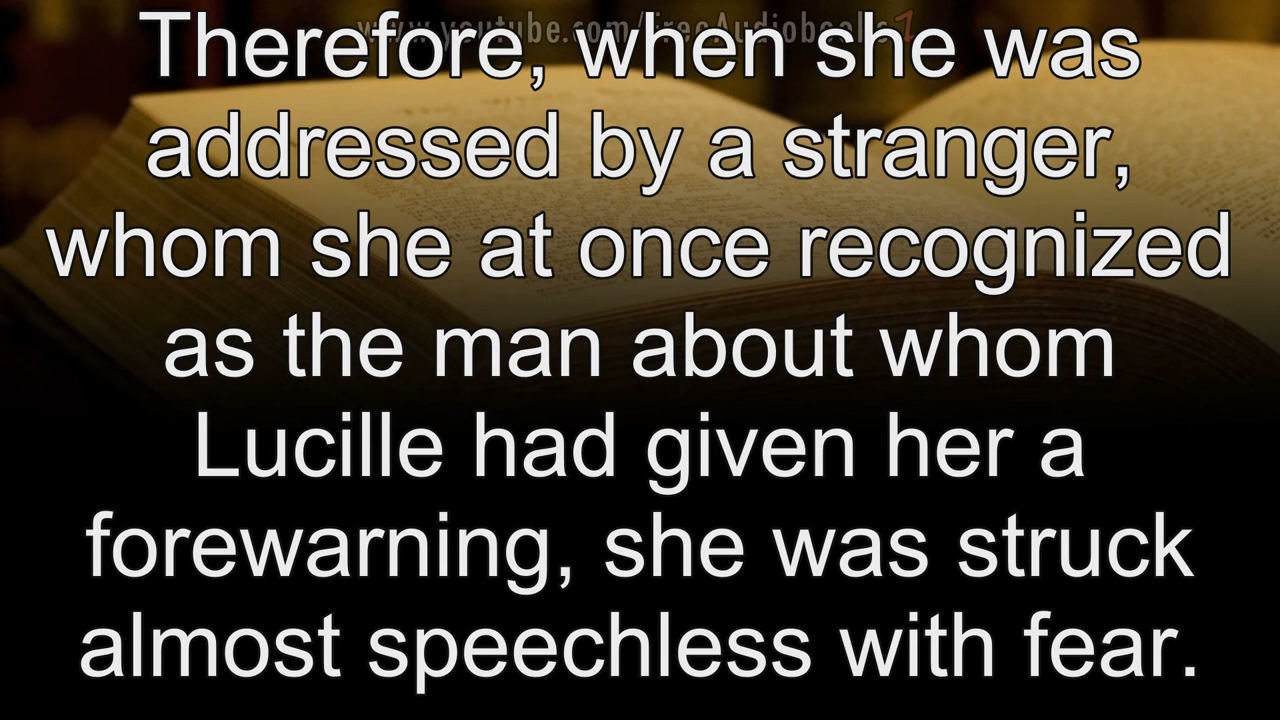 www.youtube.com/
Therefore, when she was
addressed by a stranger,
whom she at once recognized
as the man about whom
Lucille had given her a
forewarning, she was struck
almost speechless with fear.